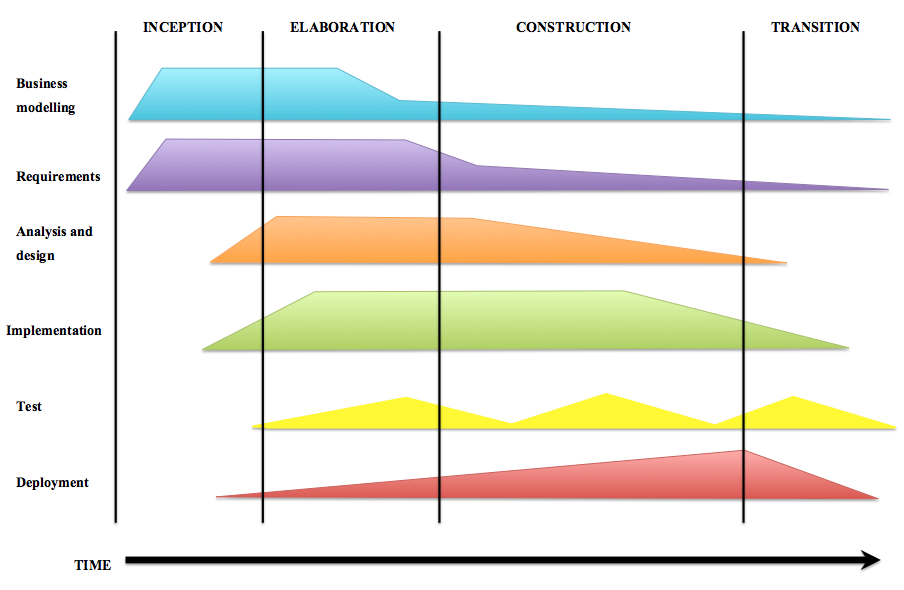 INCEPTION ELABORATION CONSTRUCTION TRANSITION
Business
modelling
Requirements
Analysis and
design
Implementation
Test
Deployment
TIME